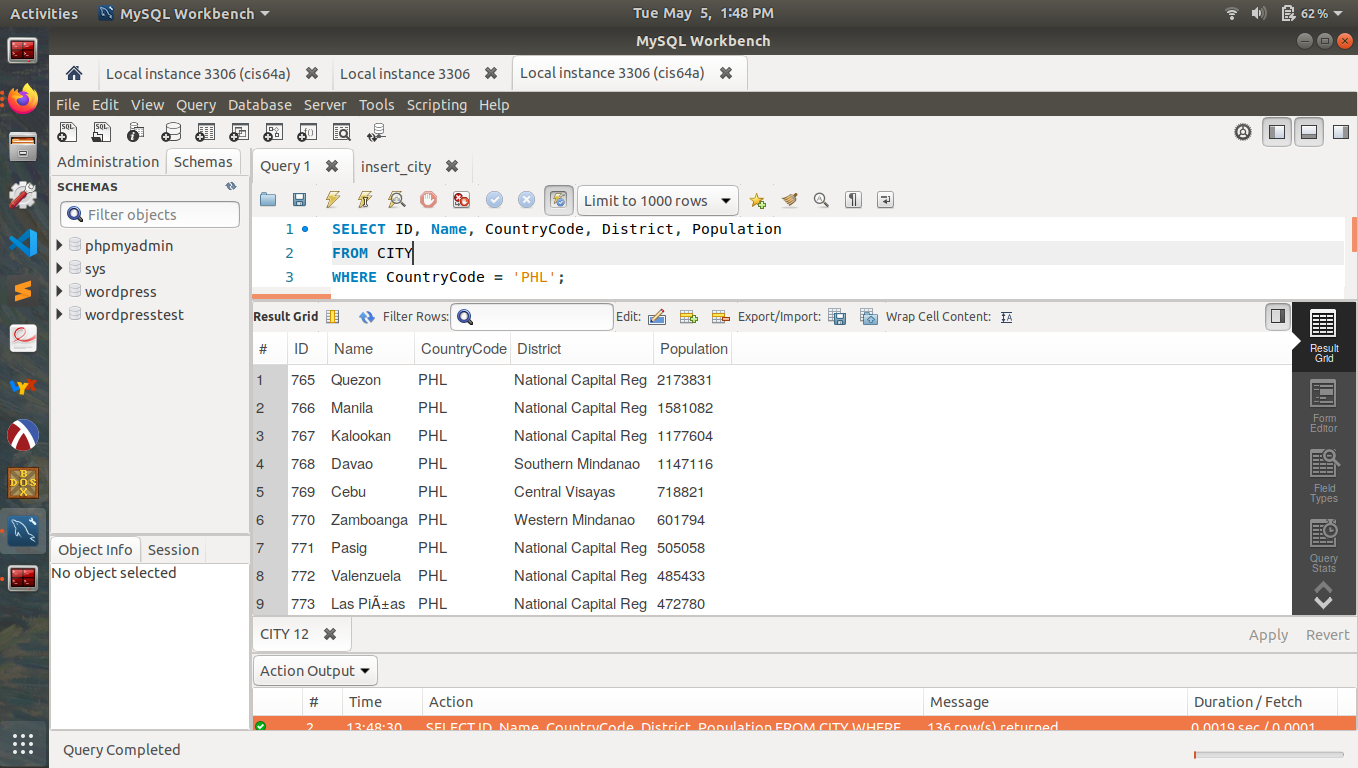 Activities MySQL Workbench Tue May 5, 1:48 PM 62 %
MySQL Workbench
Local instance 3306 (cis64a) Local instance 3306 Local instance 3306 (cis64a)
File Edit View Query Database Server Tools Scripting Help
Administration Schemas
SCHEMAS
Filter objects
phpmyadmin
sys
wordpress
wordpresstest
Query 1 insert_city
Limit to 1000 rows
1 SELECT ID, Name, CountryCode, District, Population
2 FROM CITY
3 WHERE CountryCode = 'PHL';
Result Grid Filter Rows: Edit: Export/Import: Wrap Cell Content:
# ID Name CountryCode District Population
1 765 Quezon PHL National Capital Reg 2173831
2 766 Manila PHL National Capital Reg 1581082
3 767 Kalookan PHL National Capital Reg 1177604
4 768 Davao PHL Southern Mindanao 1147116
5 769 Cebu PHL Central Visayas 718821
6 770 Zamboanga PHL Western Mindanao 601794
7 771 Pasig PHL National Capital Reg 505058
8 772 Valenzuela PHL National Capital Reg 485433
9 773 Las PiÃ±as PHL National Capital Reg 472780
Result
Grid
Form
Editor
Field
Types
Query
Stats
Object Info Session
No object selected
CITY 12 Apply Revert
Action Output
# Time Action Message Duration / Fetch
2 13:48:30 SELECT ID, Name, CountryCode, District, Population FROM CITY WHERE 136 row(s) returned 0.0019 sec / 0.0001
Query Completed